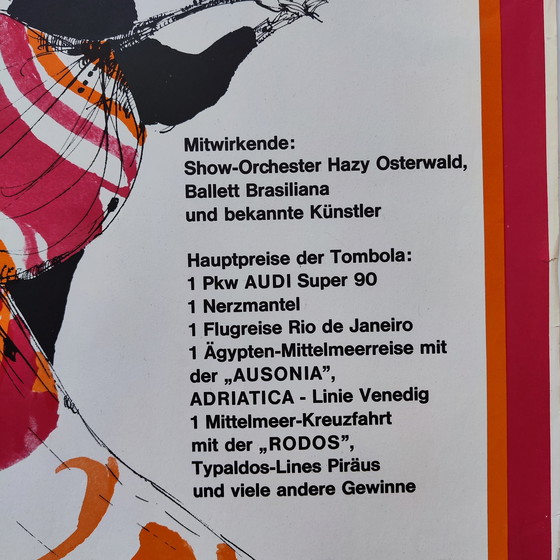 Mitwirkende:
Show-Orchester Hazy Osterwald,
Ballett Brasiliana
und bekannte Künstler
Hauptpreise der Tombola:
1 Pkw AUDI Super 90
1 Nerzmantel
1 Flugreise Rio de Janeiro
1 Ägypten-Mittelmeerreise mit
der „AUSONIA”,
ADRIATICA - Linie Venedig
1 Mittelmeer-Kreuzfahrt
mit der „RODOS”,
Typaldos-Lines Piräus
und viele andere Gewinne